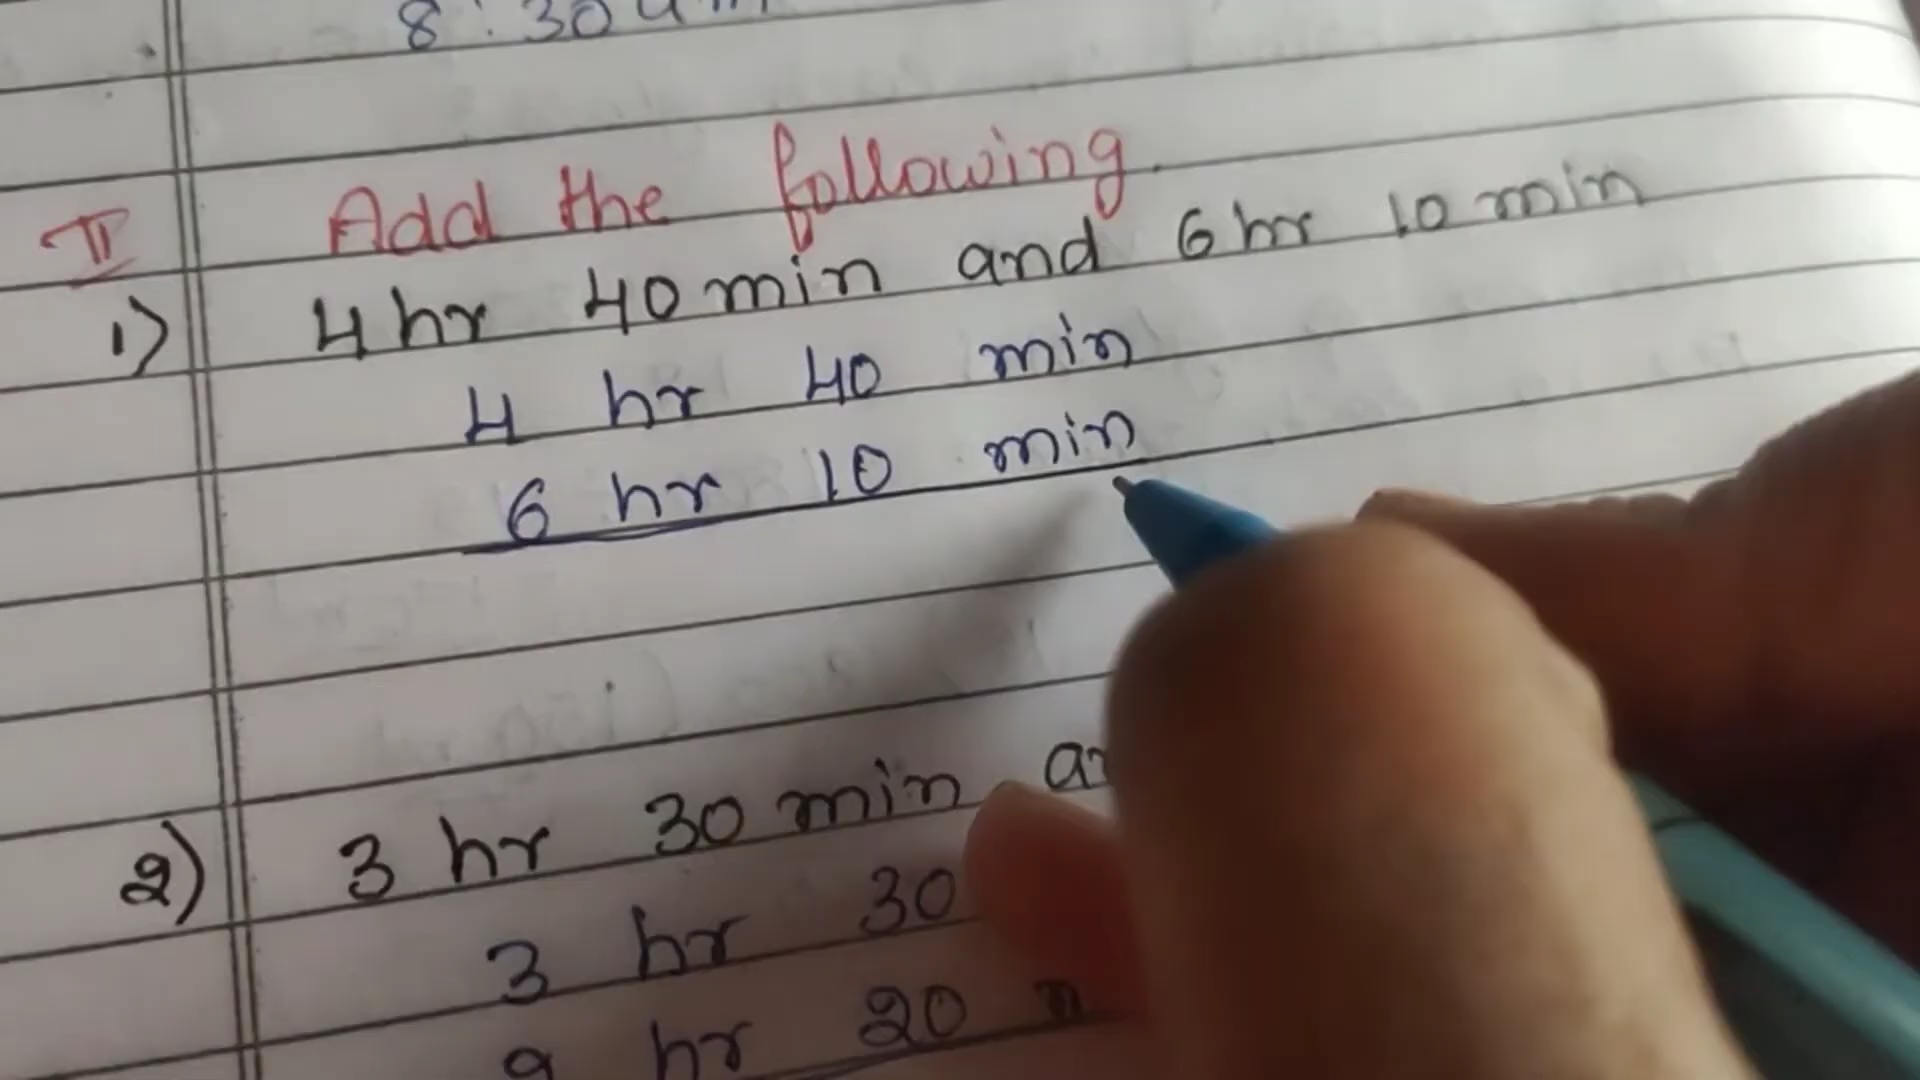 8:30 am
II Add the following.
1) 4 hr 40 min and 6 hr 10 min
4 hr 40 min
6 hr 10 min
2) 3 hr 30 min
3 hr 30
hr 20